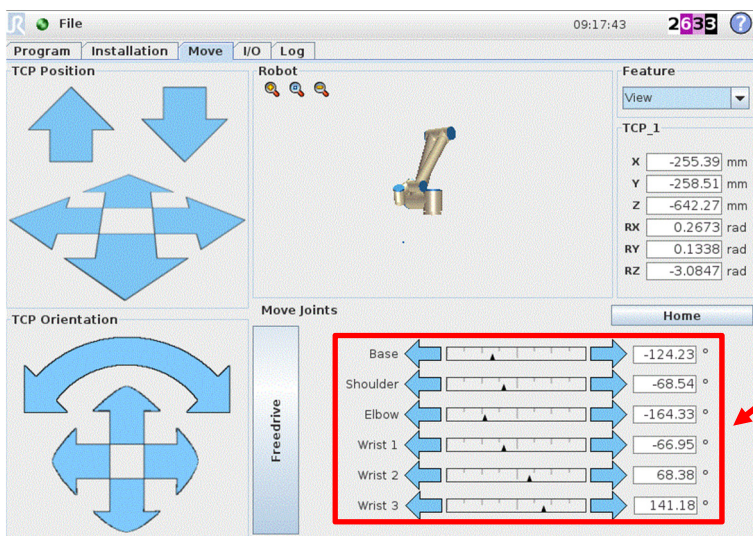 File 09:17:43 2633 ?
Program Installation Move I/O Log
TCP Position
Robot
Feature
View
TCP_1
X -255.39 mm
Y -258.51 mm
Z -642.27 mm
RX 0.2673 rad
RY 0.1338 rad
RZ -3.0847 rad
TCP Orientation
Move Joints
Home
Freedrive
Base -124.23 °
Shoulder -68.54 °
Elbow -164.33 °
Wrist 1 -66.95 °
Wrist 2 68.38 °
Wrist 3 141.18 °